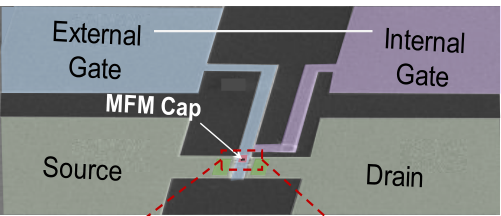 External
Gate
Internal
Gate
MFM Cap
Source
Drain